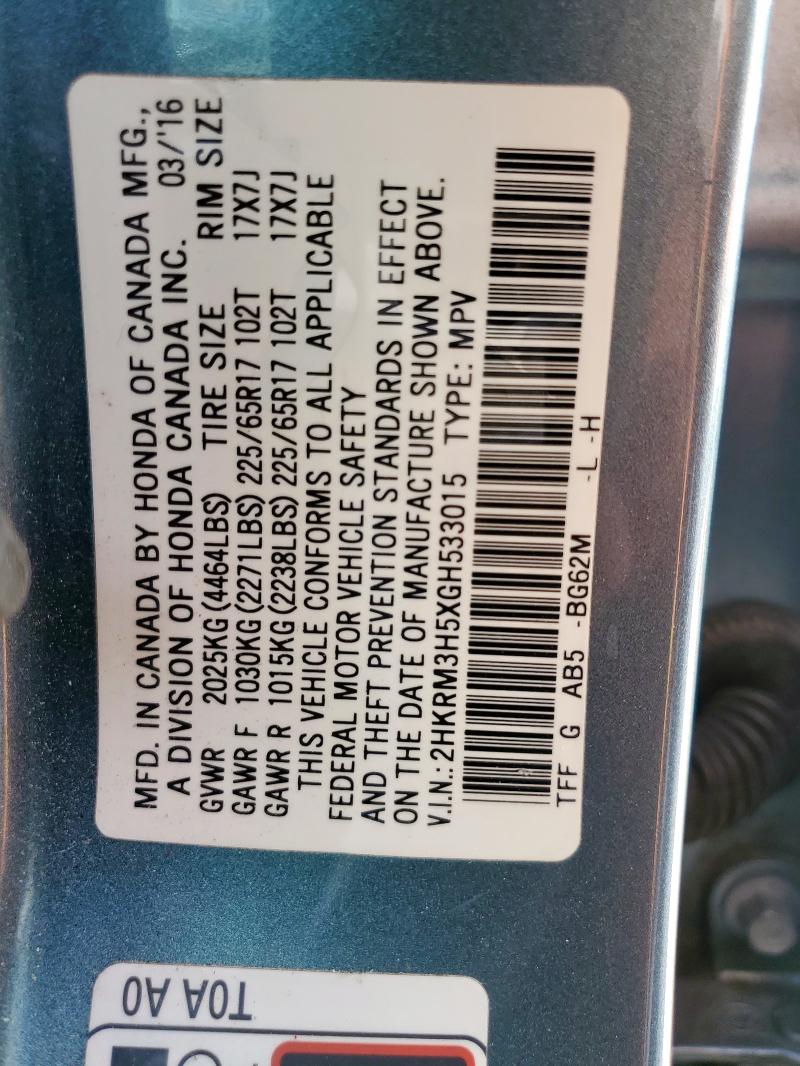 MFD. IN CANADA BY HONDA OF CANADA MFG.,
A DIVISION OF HONDA CANADA INC. 03/'16
GVWR 2025KG(4464LBS) TIRE SIZE RIM SIZE
GAWR F 1030KG(2271LBS) 225/65R17 102T 17X7J
GAWR R 1015KG(2238LBS) 225/65R17 102T 17X7J
THIS VEHICLE CONFORMS TO ALL APPLICABLE
FEDERAL MOTOR VEHICLE SAFETY
AND THEFT PREVENTION STANDARDS IN EFFECT
ON THE DATE OF MANUFACTURE SHOWN ABOVE.
V.I.N.: 2HKRM3H5XGH533015 TYPE: MPV
TFF G AB5 -BG62M -L -H
T0A A0